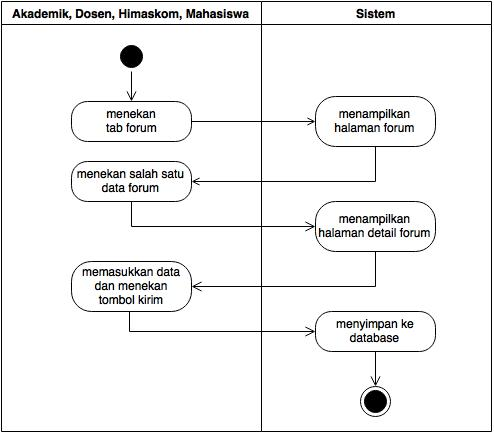 Akademik, Dosen, Himaskom, Mahasiswa
Sistem
menekan
tab forum
menampilkan
halaman forum
menekan salah satu
data forum
menampilkan
halaman detail forum
memasukkan data
dan menekan
tombol kirim
menyimpan ke
database